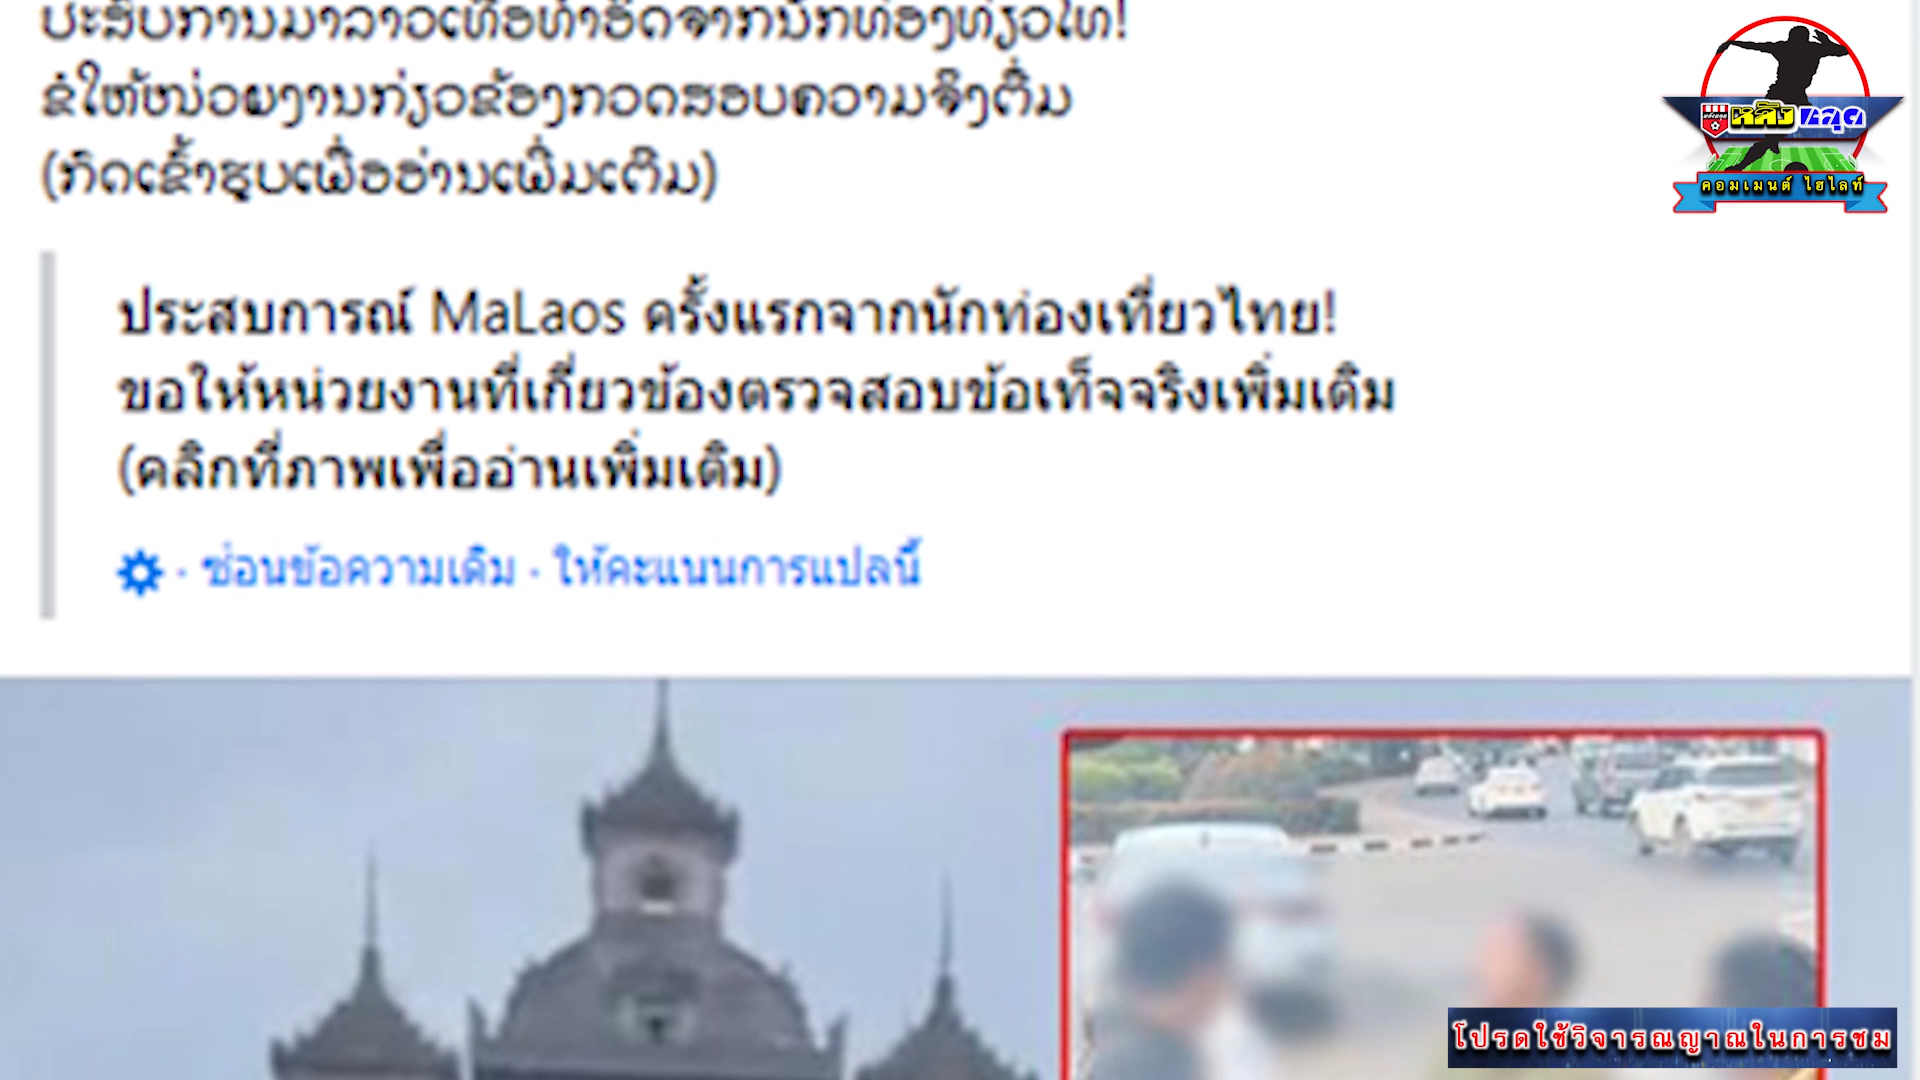 ປະສົບການມາລາວເທື່ອທຳອິດຈາກນັກທ່ອງທ່ຽວໄທ!
ຂໍໃຫ້ໜ່ວຍງານກ່ຽວຂ້ອງກວດສອບຄວາມຈິງຕື່ມ
(ກົດເຂົ້າຮູບເພື່ອອ່ານເພີ່ມເຕີມ)
ประสบการณ์ MaLaos ครั้งแรกจากนักท่องเที่ยวไทย!
ขอให้หน่วยงานที่เกี่ยวข้องตรวจสอบข้อเท็จจริงเพิ่มเติม
(คลิกที่ภาพเพื่ออ่านเพิ่มเติม)
· ซ่อนข้อความเดิม · ให้คะแนนการแปลนี้
หลังหลุด
คอมเมนต์ ไฮไลท์
โปรดใช้วิจารณญาณในการชม